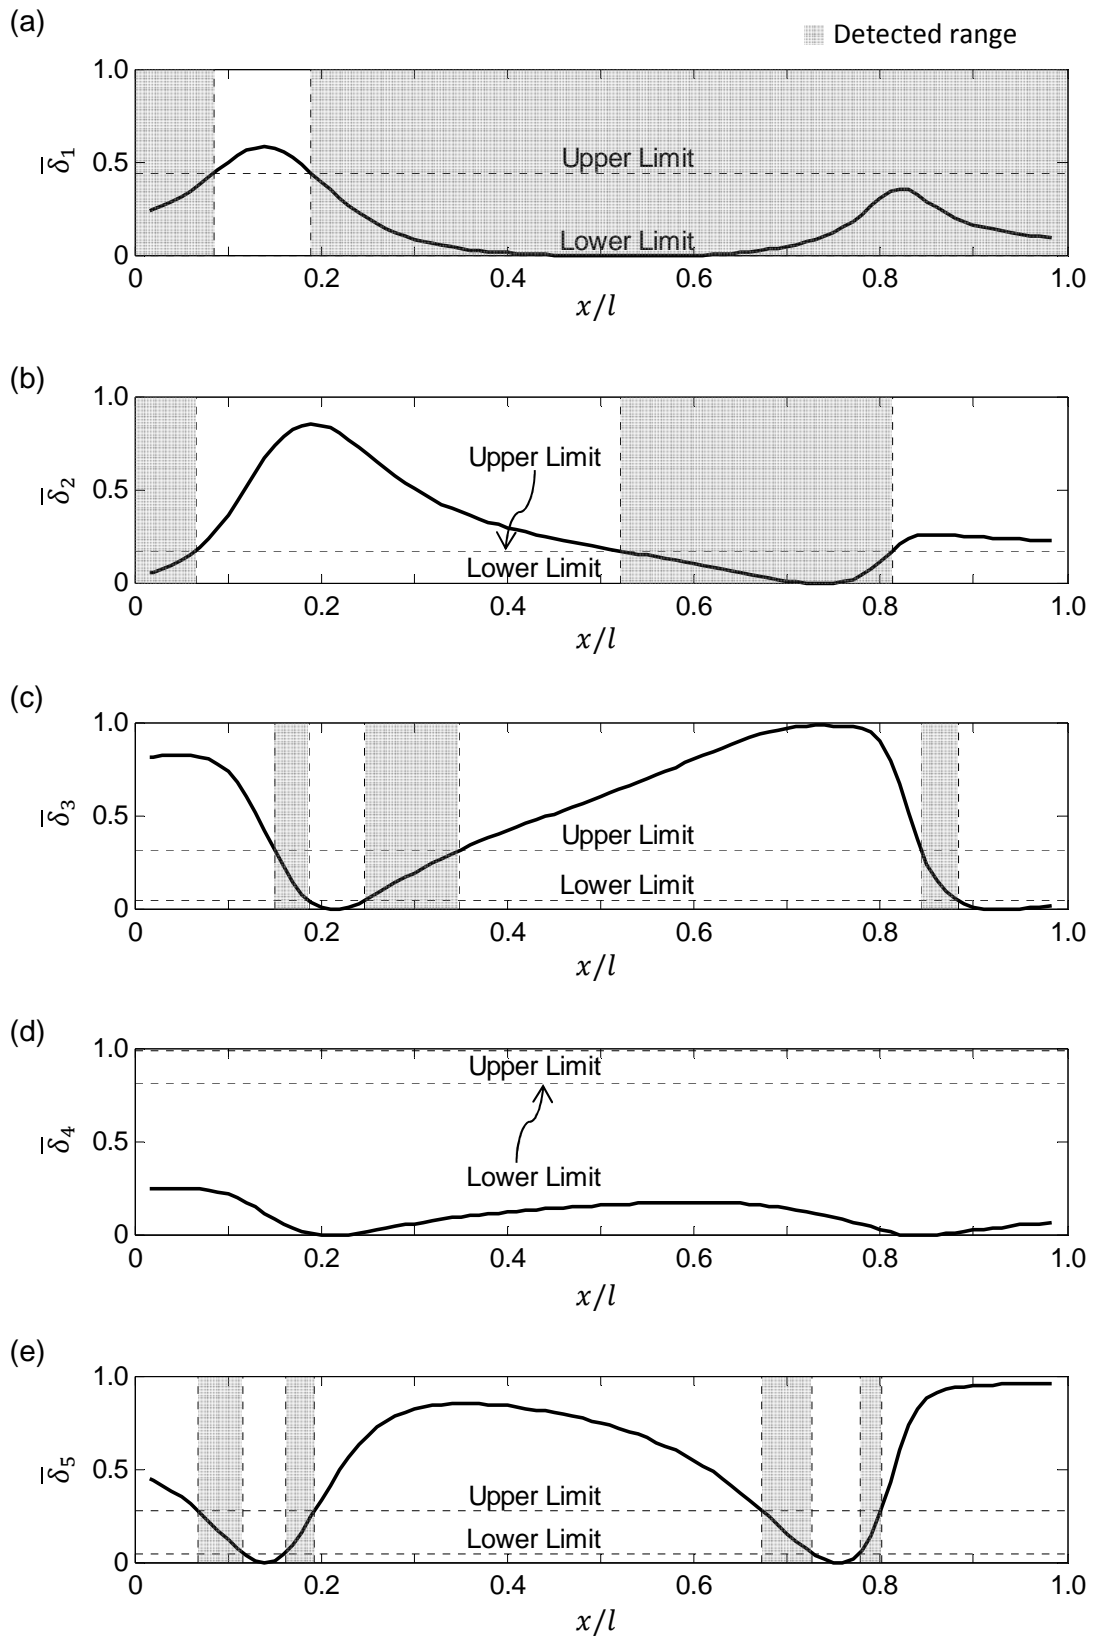 (a)
Detected range
1.0
0.5
0
δ̅1
Upper Limit
Lower Limit
0 0.2 0.4 0.6 0.8 1.0
x/l
(b)
1.0
0.5
0
δ̅2
Upper Limit
Lower Limit
0 0.2 0.4 0.6 0.8 1.0
x/l
(c)
1.0
0.5
0
δ̅3
Upper Limit
Lower Limit
0 0.2 0.4 0.6 0.8 1.0
x/l
(d)
1.0
0.5
0
δ̅4
Upper Limit
Lower Limit
0 0.2 0.4 0.6 0.8 1.0
x/l
(e)
1.0
0.5
0
δ̅5
Upper Limit
Lower Limit
0 0.2 0.4 0.6 0.8 1.0
x/l